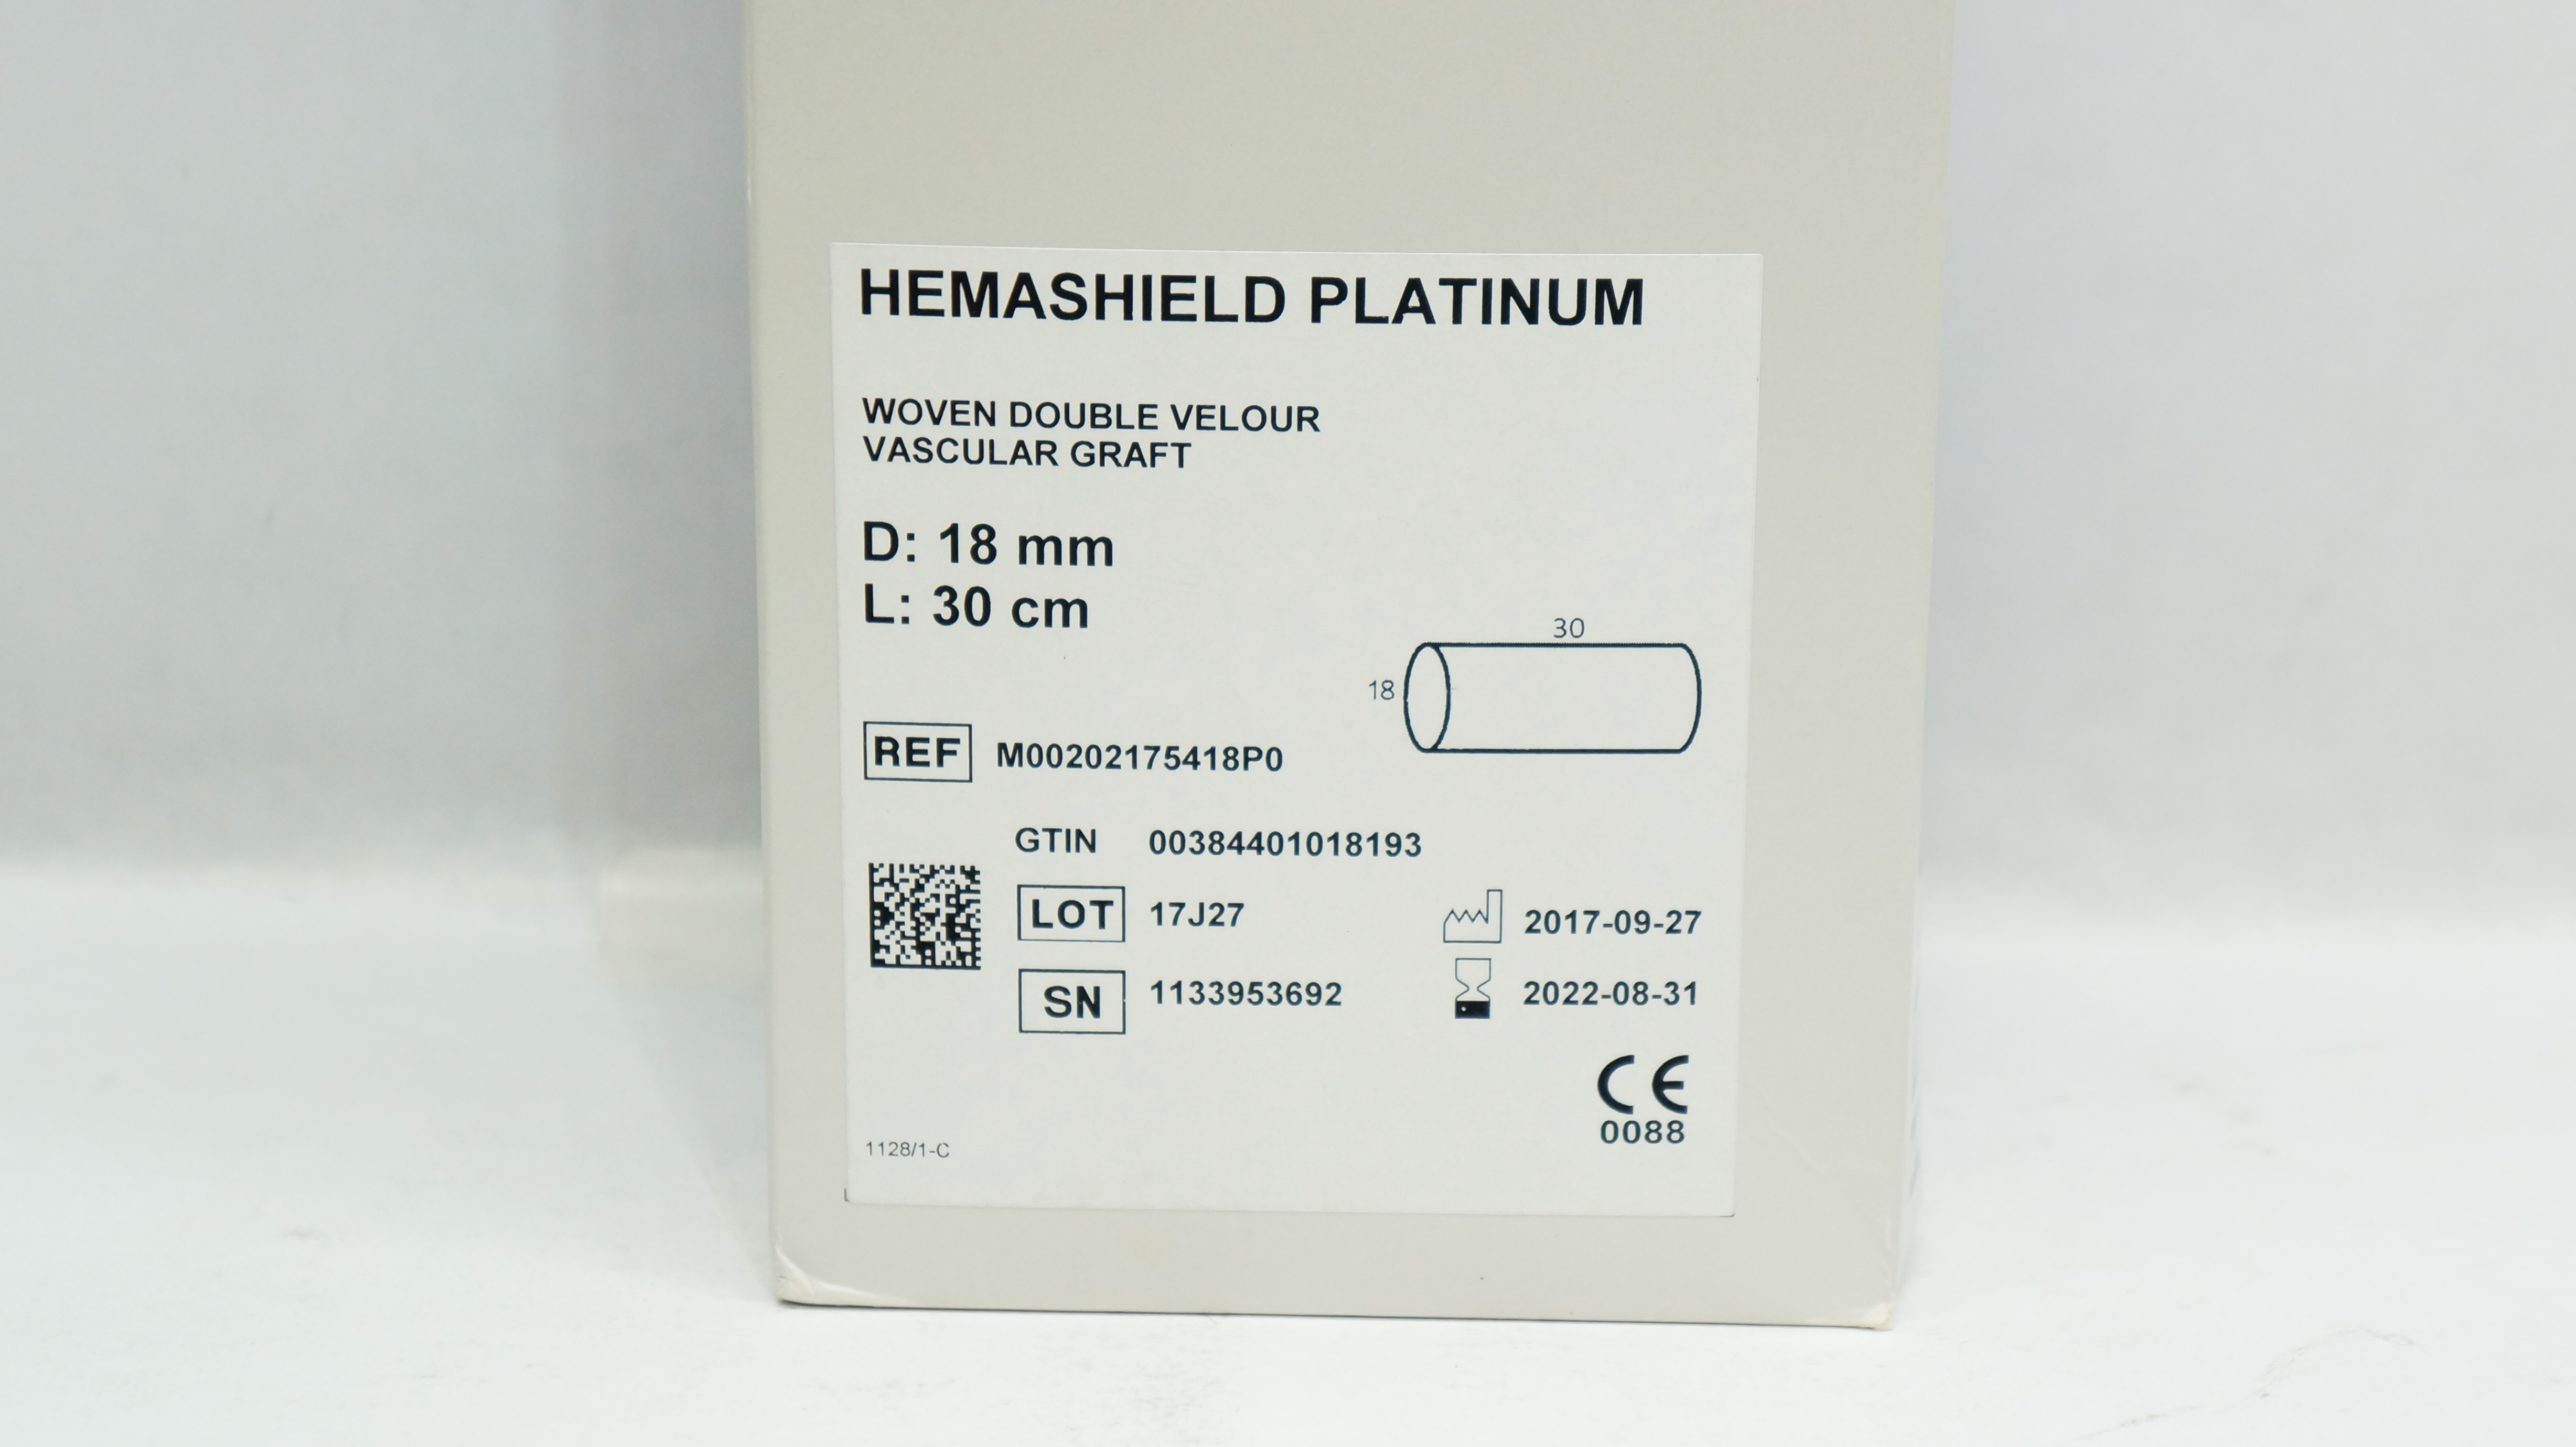 HEMASHIELD PLATINUM
WOVEN DOUBLE VELOUR
VASCULAR GRAFT
D: 18 mm
L: 30 cm
30
18
REF M00202175418P0
GTIN 00384401018193
LOT 17J27
2017-09-27
SN 1133953692
2022-08-31
CE
0088
1128/1-C